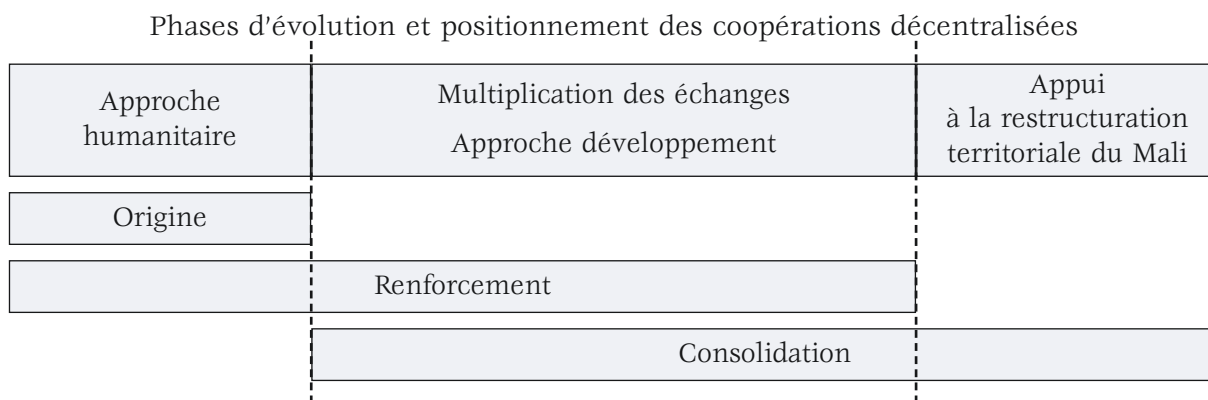 Phases d'évolution et positionnement des coopérations décentralisées
Approche
humanitaire
Multiplication des échanges
Approche développement
Appui
à la restructuration
territoriale du Mali
Origine
Renforcement
Consolidation